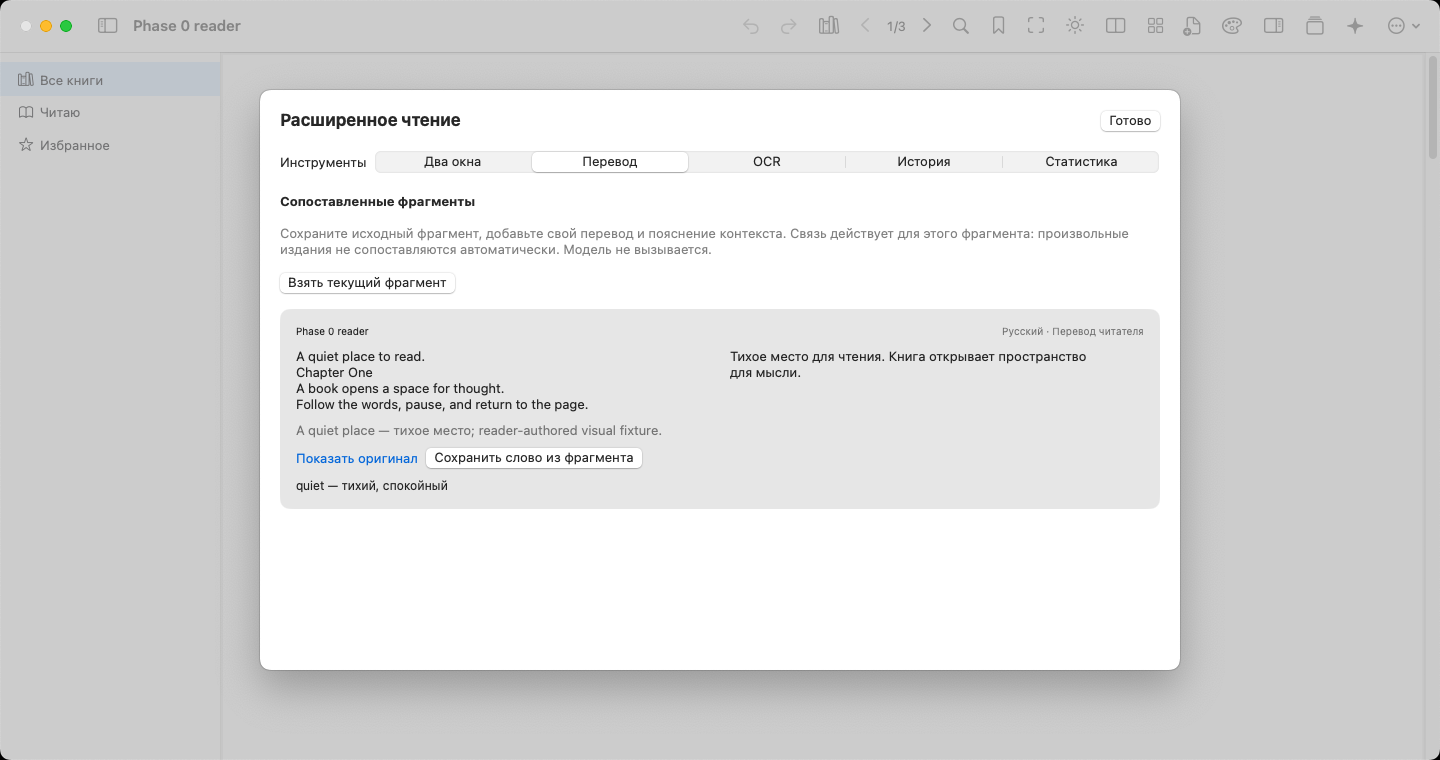 Phase 0 reader
1/3
Все книги
Читаю
Избранное
Расширенное чтение
Готово
Инструменты
Два окна
Перевод
OCR
История
Статистика
Сопоставленные фрагменты
Сохраните исходный фрагмент, добавьте свой перевод и пояснение контекста. Связь действует для этого фрагмента: произвольные
издания не сопоставляются автоматически. Модель не вызывается.
Взять текущий фрагмент
Phase 0 reader
Русский · Перевод читателя
A quiet place to read.
Chapter One
A book opens a space for thought.
Follow the words, pause, and return to the page.
Тихое место для чтения. Книга открывает пространство
для мысли.
A quiet place — тихое место; reader-authored visual fixture.
Показать оригинал
Сохранить слово из фрагмента
quiet — тихий, спокойный